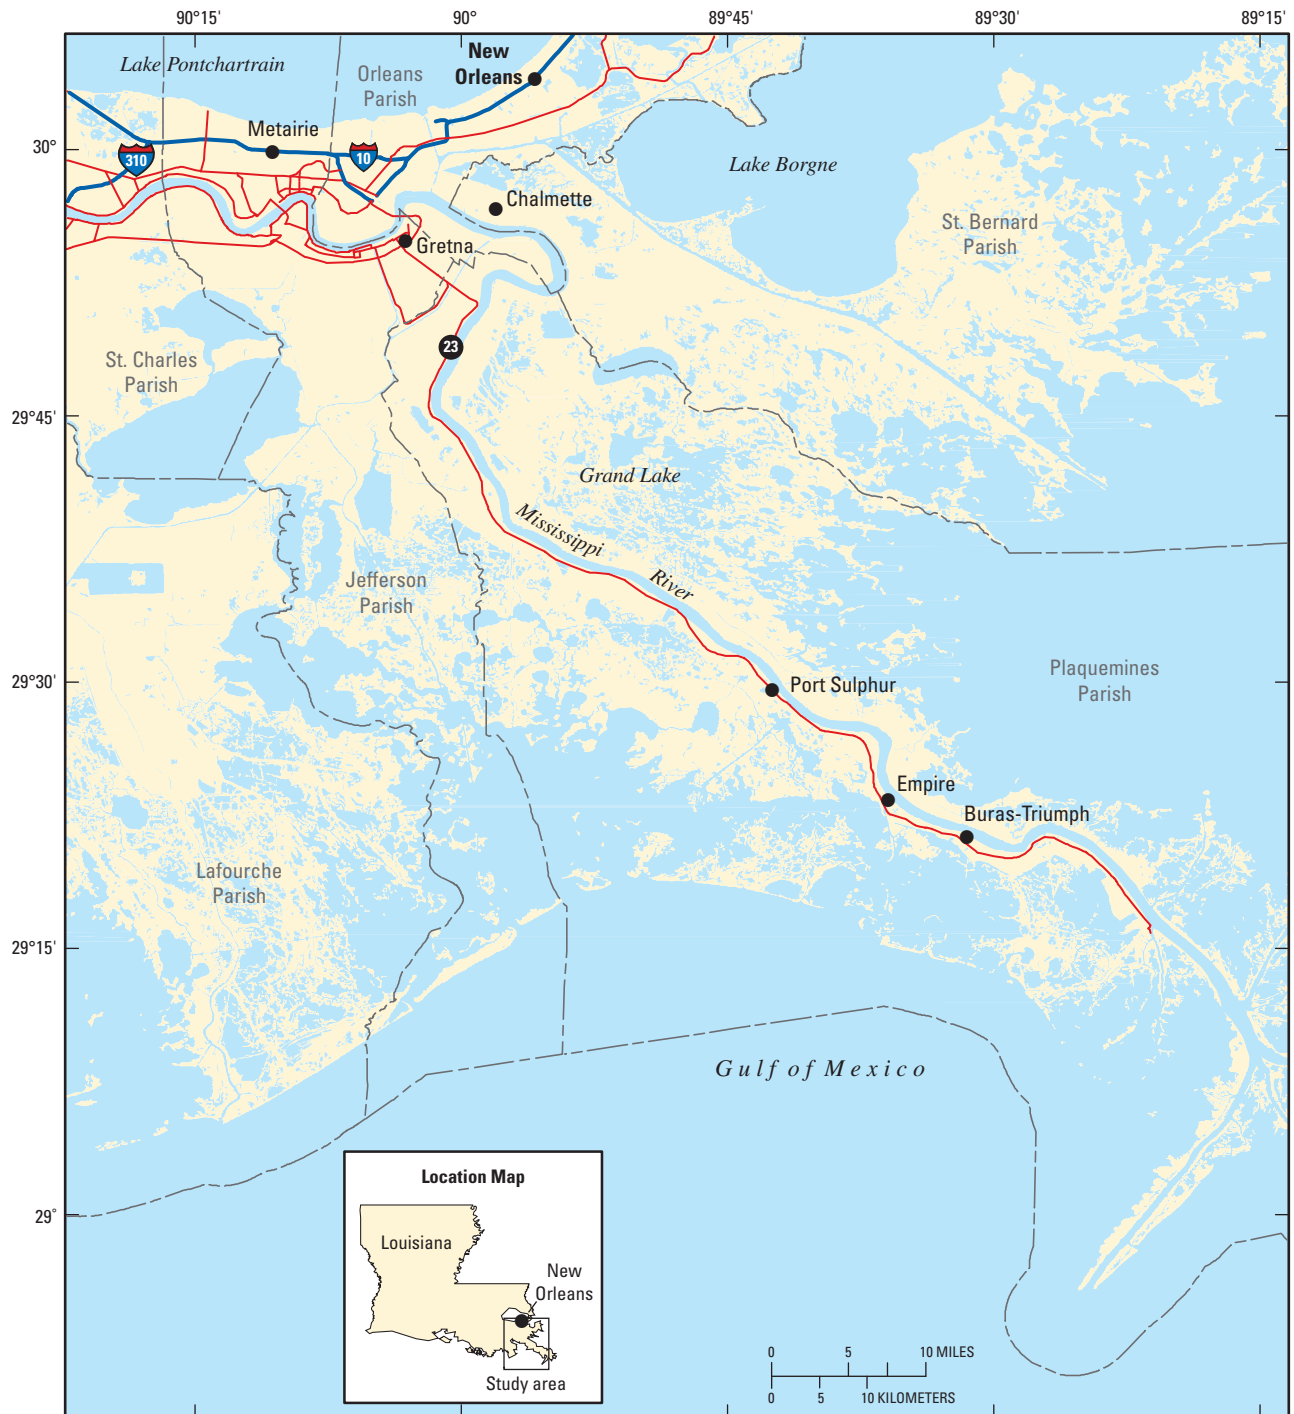 90°15' 90° 89°45' 89°30' 89°15'
Lake Pontchartrain
New
Orleans
Orleans
Parish
Metairie
30°
310
10
Lake Borgne
Chalmette
St. Bernard
Parish
Gretna
23
St. Charles
Parish
29°45'
Grand Lake
Mississippi
River
Jefferson
Parish
Plaquemines
Parish
29°30'
Port Sulphur
Empire
Buras-Triumph
Lafourche
Parish
29°15'
Gulf of Mexico
29°
Location Map
Louisiana
New
Orleans
Study area
0 5 10 MILES
0 5 10 KILOMETERS